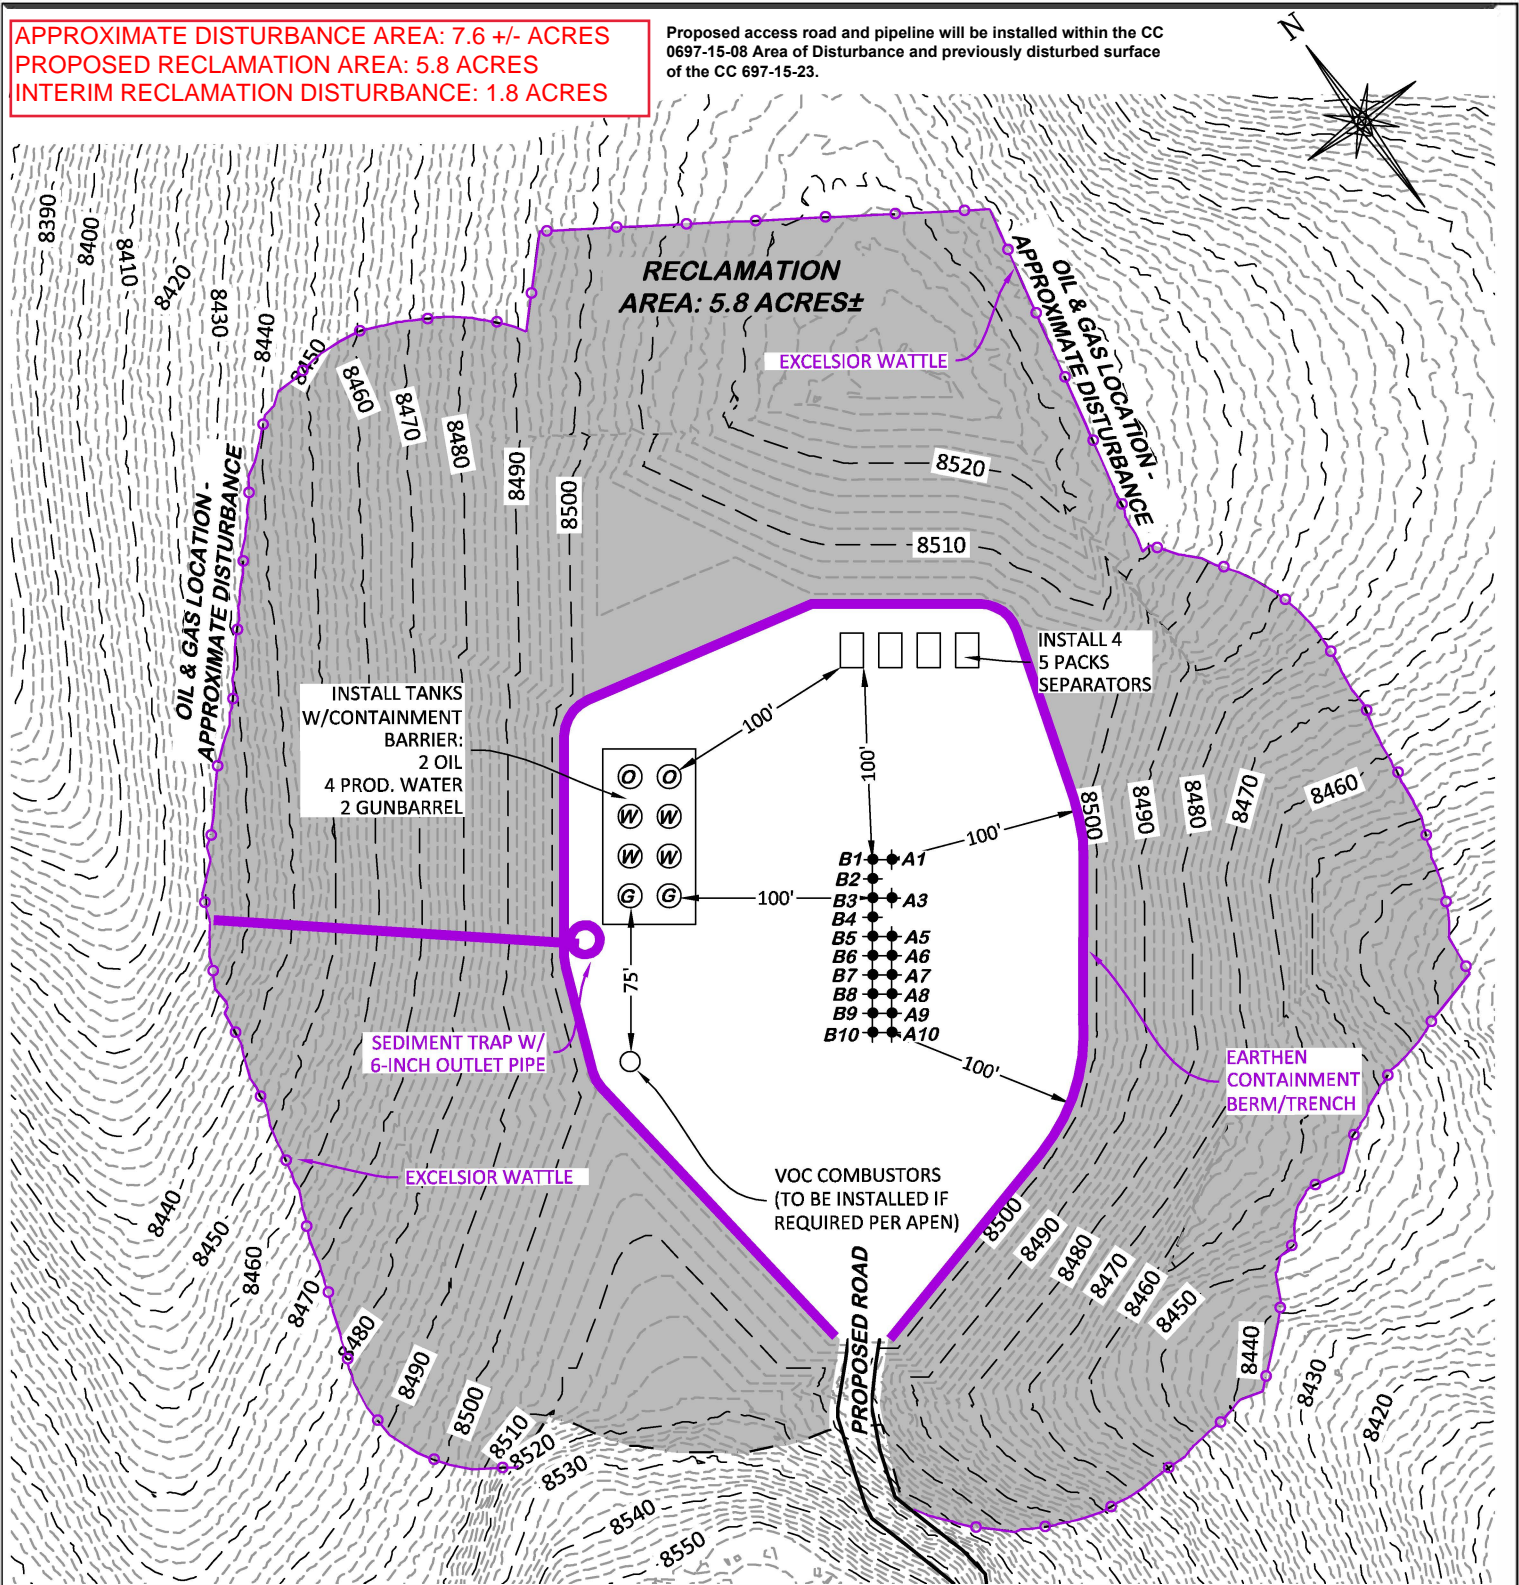 APPROXIMATE DISTURBANCE AREA: 7.6 +/- ACRES
PROPOSED RECLAMATION AREA: 5.8 ACRES
INTERIM RECLAMATION DISTURBANCE: 1.8 ACRES
Proposed access road and pipeline will be installed within the CC
0697-15-08 Area of Disturbance and previously disturbed surface
of the CC 697-15-23.
N
8390
8400
8410
8420
8430
8440
8450
8460
8470
8480
8490
8500
RECLAMATION
AREA: 5.8 ACRES±
EXCELSIOR WATTLE
OIL & GAS LOCATION -
APPROXIMATE DISTURBANCE
8520
8510
OIL & GAS LOCATION -
APPROXIMATE DISTURBANCE
INSTALL 4
5 PACKS
SEPARATORS
INSTALL TANKS
W/CONTAINMENT
BARRIER:
2 OIL
4 PROD. WATER
2 GUNBARREL
100'
100'
O O
W W
W W
G G
100'
100'
75'
B1 A1
B2
B3 A3
B4
B5 A5
B6 A6
B7 A7
B8 A8
B9 A9
B10 A10
100'
8500
8490
8480
8470
8460
SEDIMENT TRAP W/
6-INCH OUTLET PIPE
EARTHEN
CONTAINMENT
BERM/TRENCH
EXCELSIOR WATTLE
VOC COMBUSTORS
(TO BE INSTALLED IF
REQUIRED PER APEN)
PROPOSED ROAD
8440
8450
8460
8470
8480
8490
8500
8510
8520
8530
8540
8550
8500
8490
8480
8470
8460
8450
8440
8430
8420